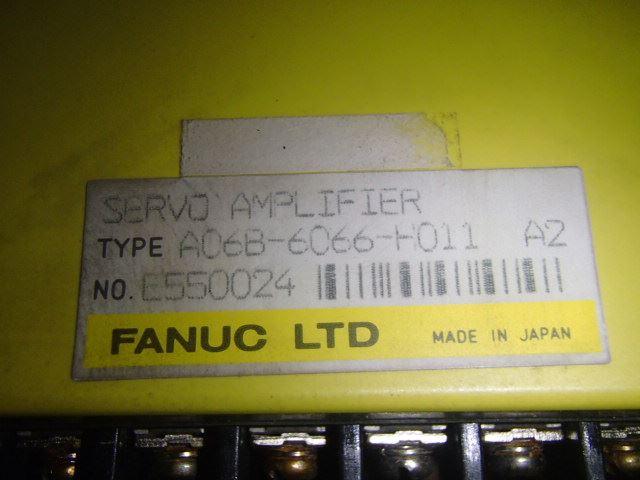 SERVO AMPLIFIER
TYPE A06B-6066-H011 A2
NO. E550024
FANUC LTD MADE IN JAPAN